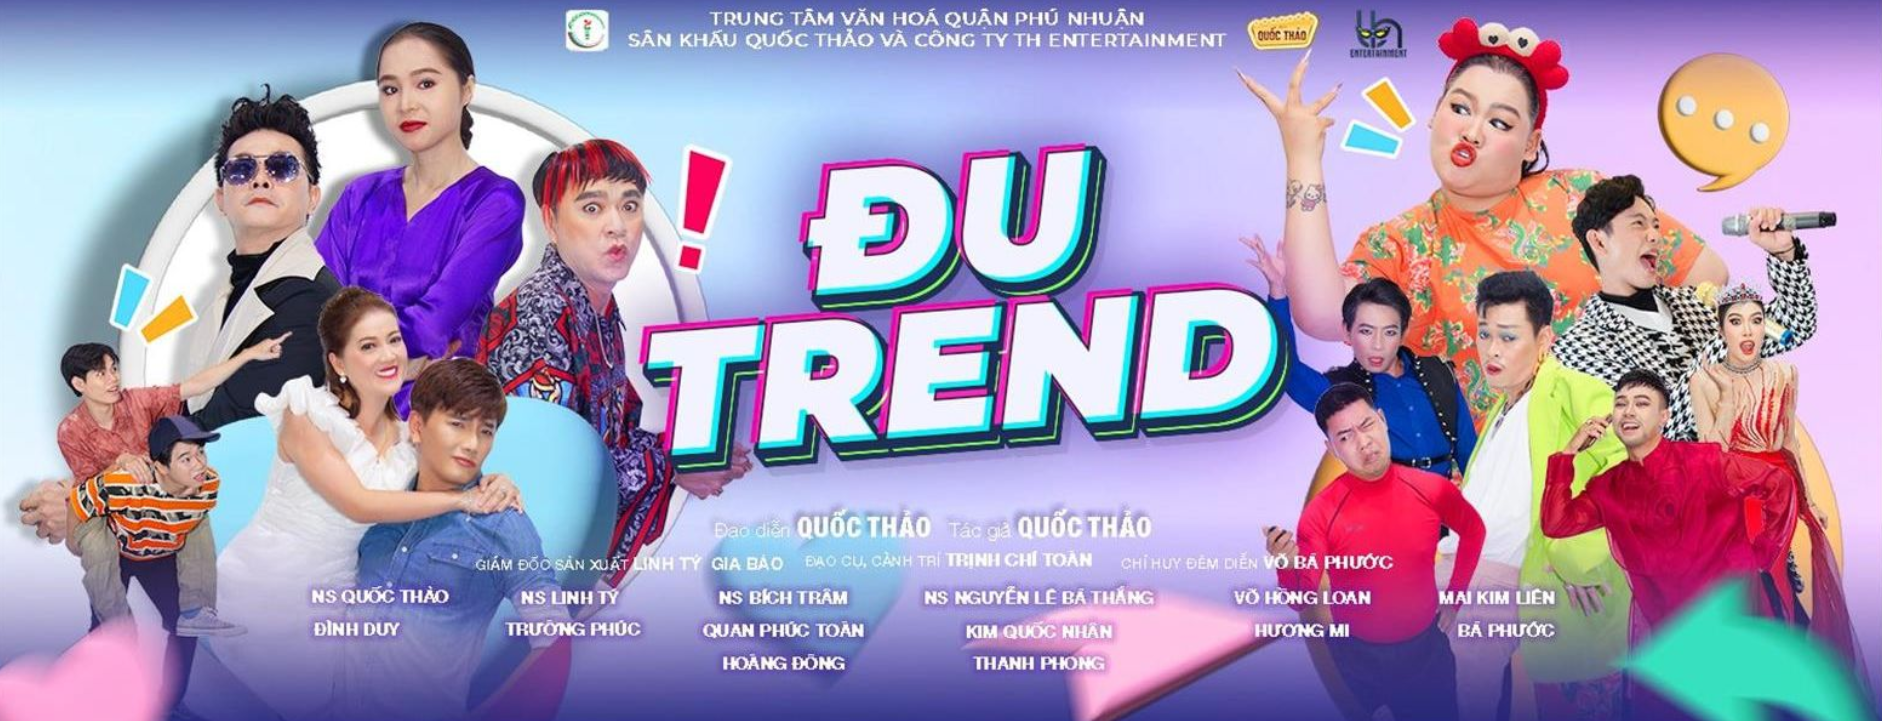 TRUNG TÂM VĂN HOÁ QUẬN PHÚ NHUẬN
SÂN KHẤU QUỐC THẢO VÀ CÔNG TY TH ENTERTAINMENT
QUỐC THẢO
ENTERTAINMENT
ĐU
TREND
Đạo diễn QUỐC THẢO Tác giả QUỐC THẢO
GIÁM ĐỐC SẢN XUẤT LINH TÝ GIA BẢO ĐẠO CỤ, CẢNH TRÍ TRỊNH CHÍ TOÀN CHỈ HUY ĐÊM DIỄN VÕ BÁ PHƯỚC
NS QUỐC THẢO NS LINH TÝ NS BÍCH TRÂM NS NGUYỄN LÊ BÁ THẮNG VÕ HỒNG LOAN MAI KIM LIÊN
ĐÌNH DUY TRƯỜNG PHÚC QUAN PHÚC TOÀN KIM QUỐC NHÂN HƯƠNG MI BÁ PHƯỚC
HOÀNG ĐÔNG THANH PHONG